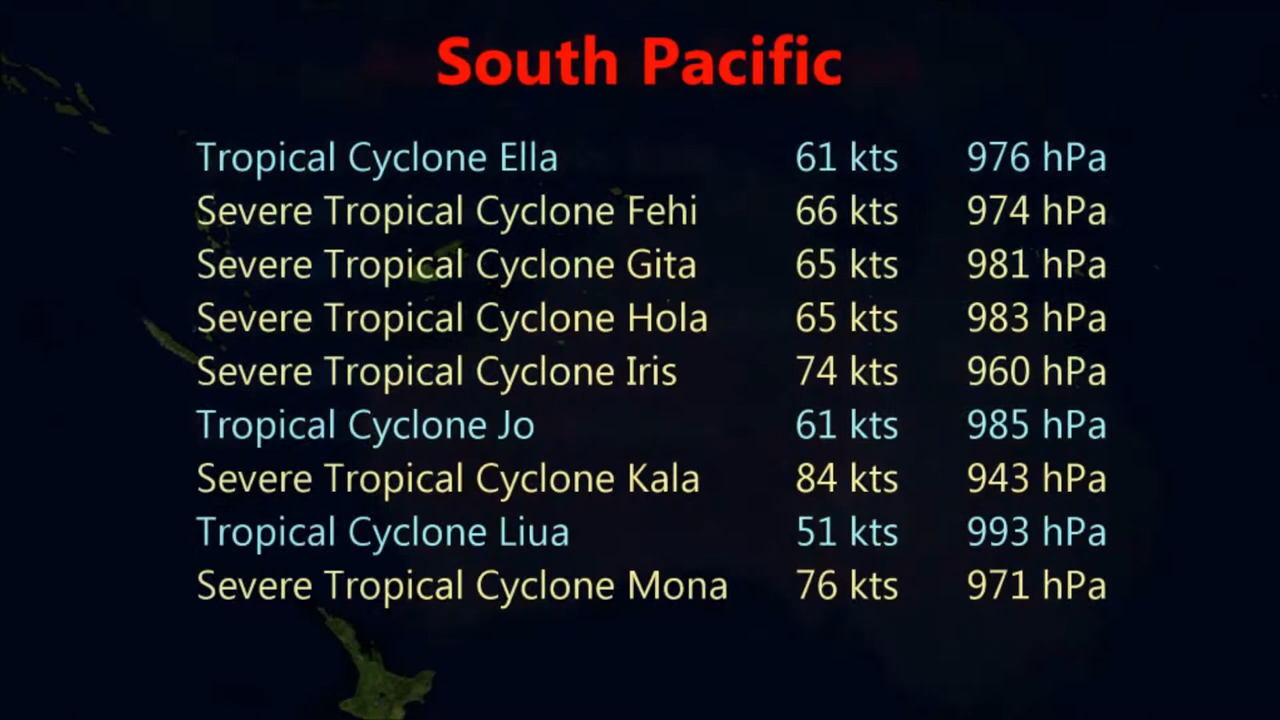 South Pacific
Tropical Cyclone Ella 61 kts 976 hPa
Severe Tropical Cyclone Fehi 66 kts 974 hPa
Severe Tropical Cyclone Gita 65 kts 981 hPa
Severe Tropical Cyclone Hola 65 kts 983 hPa
Severe Tropical Cyclone Iris 74 kts 960 hPa
Tropical Cyclone Jo 61 kts 985 hPa
Severe Tropical Cyclone Kala 84 kts 943 hPa
Tropical Cyclone Liua 51 kts 993 hPa
Severe Tropical Cyclone Mona 76 kts 971 hPa